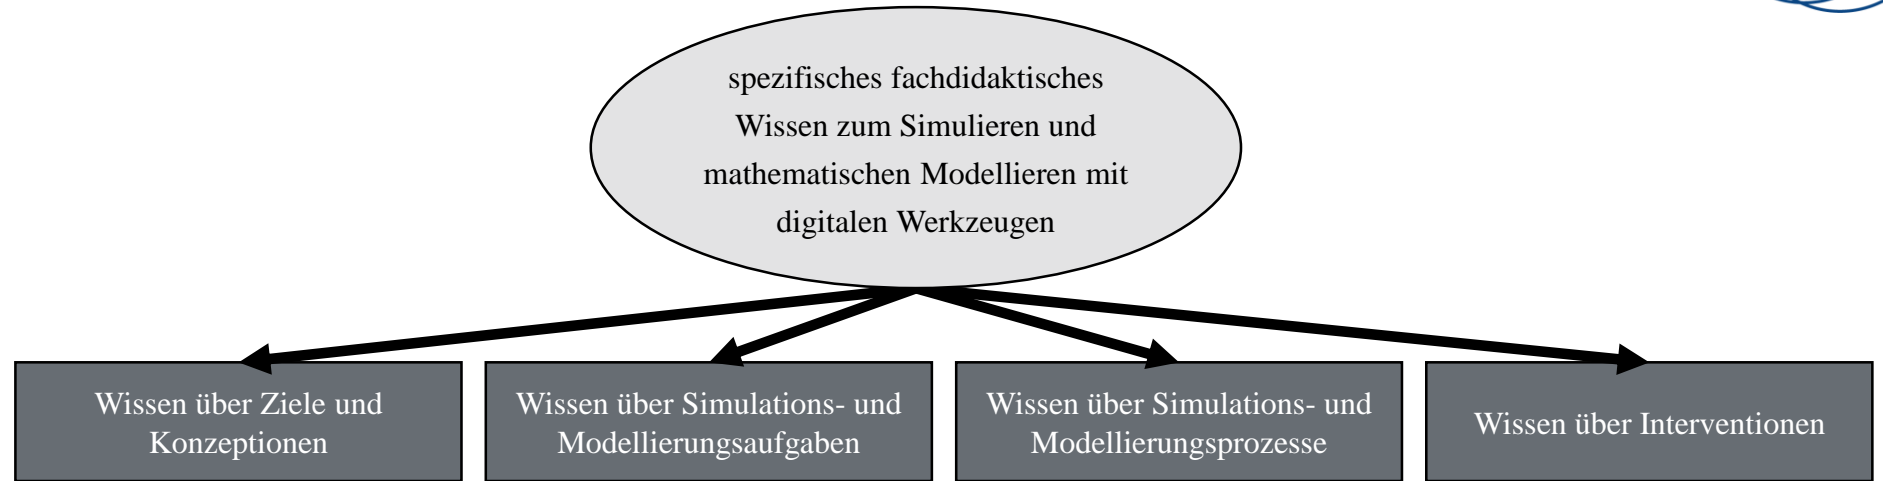 spezifisches fachdidaktisches
Wissen zum Simulieren und
mathematischen Modellieren mit
digitalen Werkzeugen
Wissen über Ziele und
Konzeptionen
Wissen über Simulations- und
Modellierungsaufgaben
Wissen über Simulations- und
Modellierungsprozesse
Wissen über Interventionen